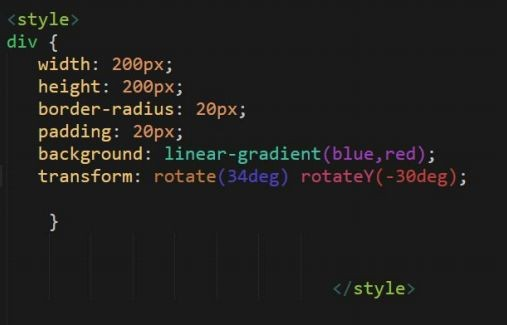 <style>
div {
width: 200px;
height: 200px;
border-radius: 20px;
padding: 20px;
background: linear-gradient(blue,red);
transform: rotate(34deg) rotateY(-30deg);
}
</style>